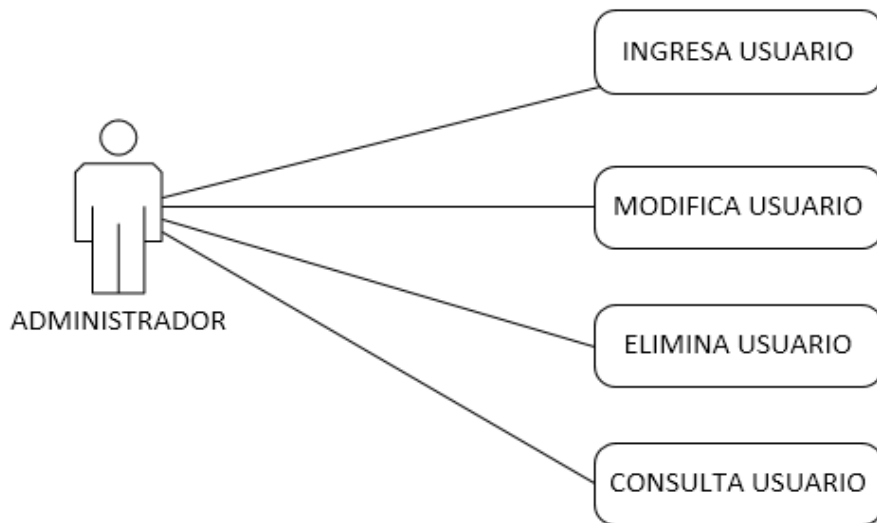 INGRESA USUARIO
MODIFICA USUARIO
ADMINISTRADOR
ELIMINA USUARIO
CONSULTA USUARIO